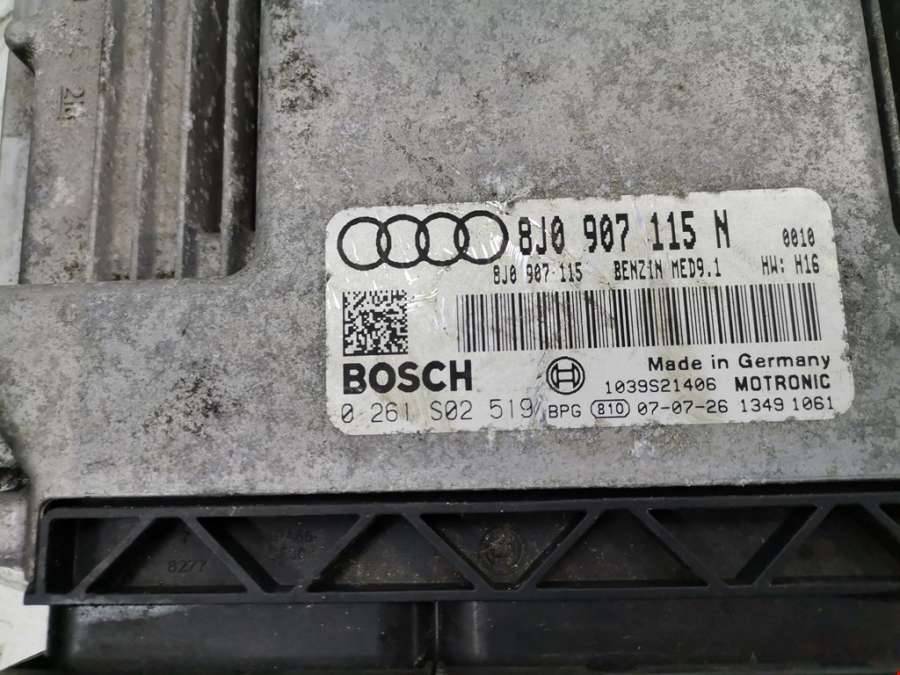 8J0 907 115 N 0010
8J0 907 115 BENZIN MED9.1 HW: H16
Made in Germany
BOSCH 1039S21406 MOTRONIC
0 261 S02 519 BPG 810 07-07-26 1349 1061
8277